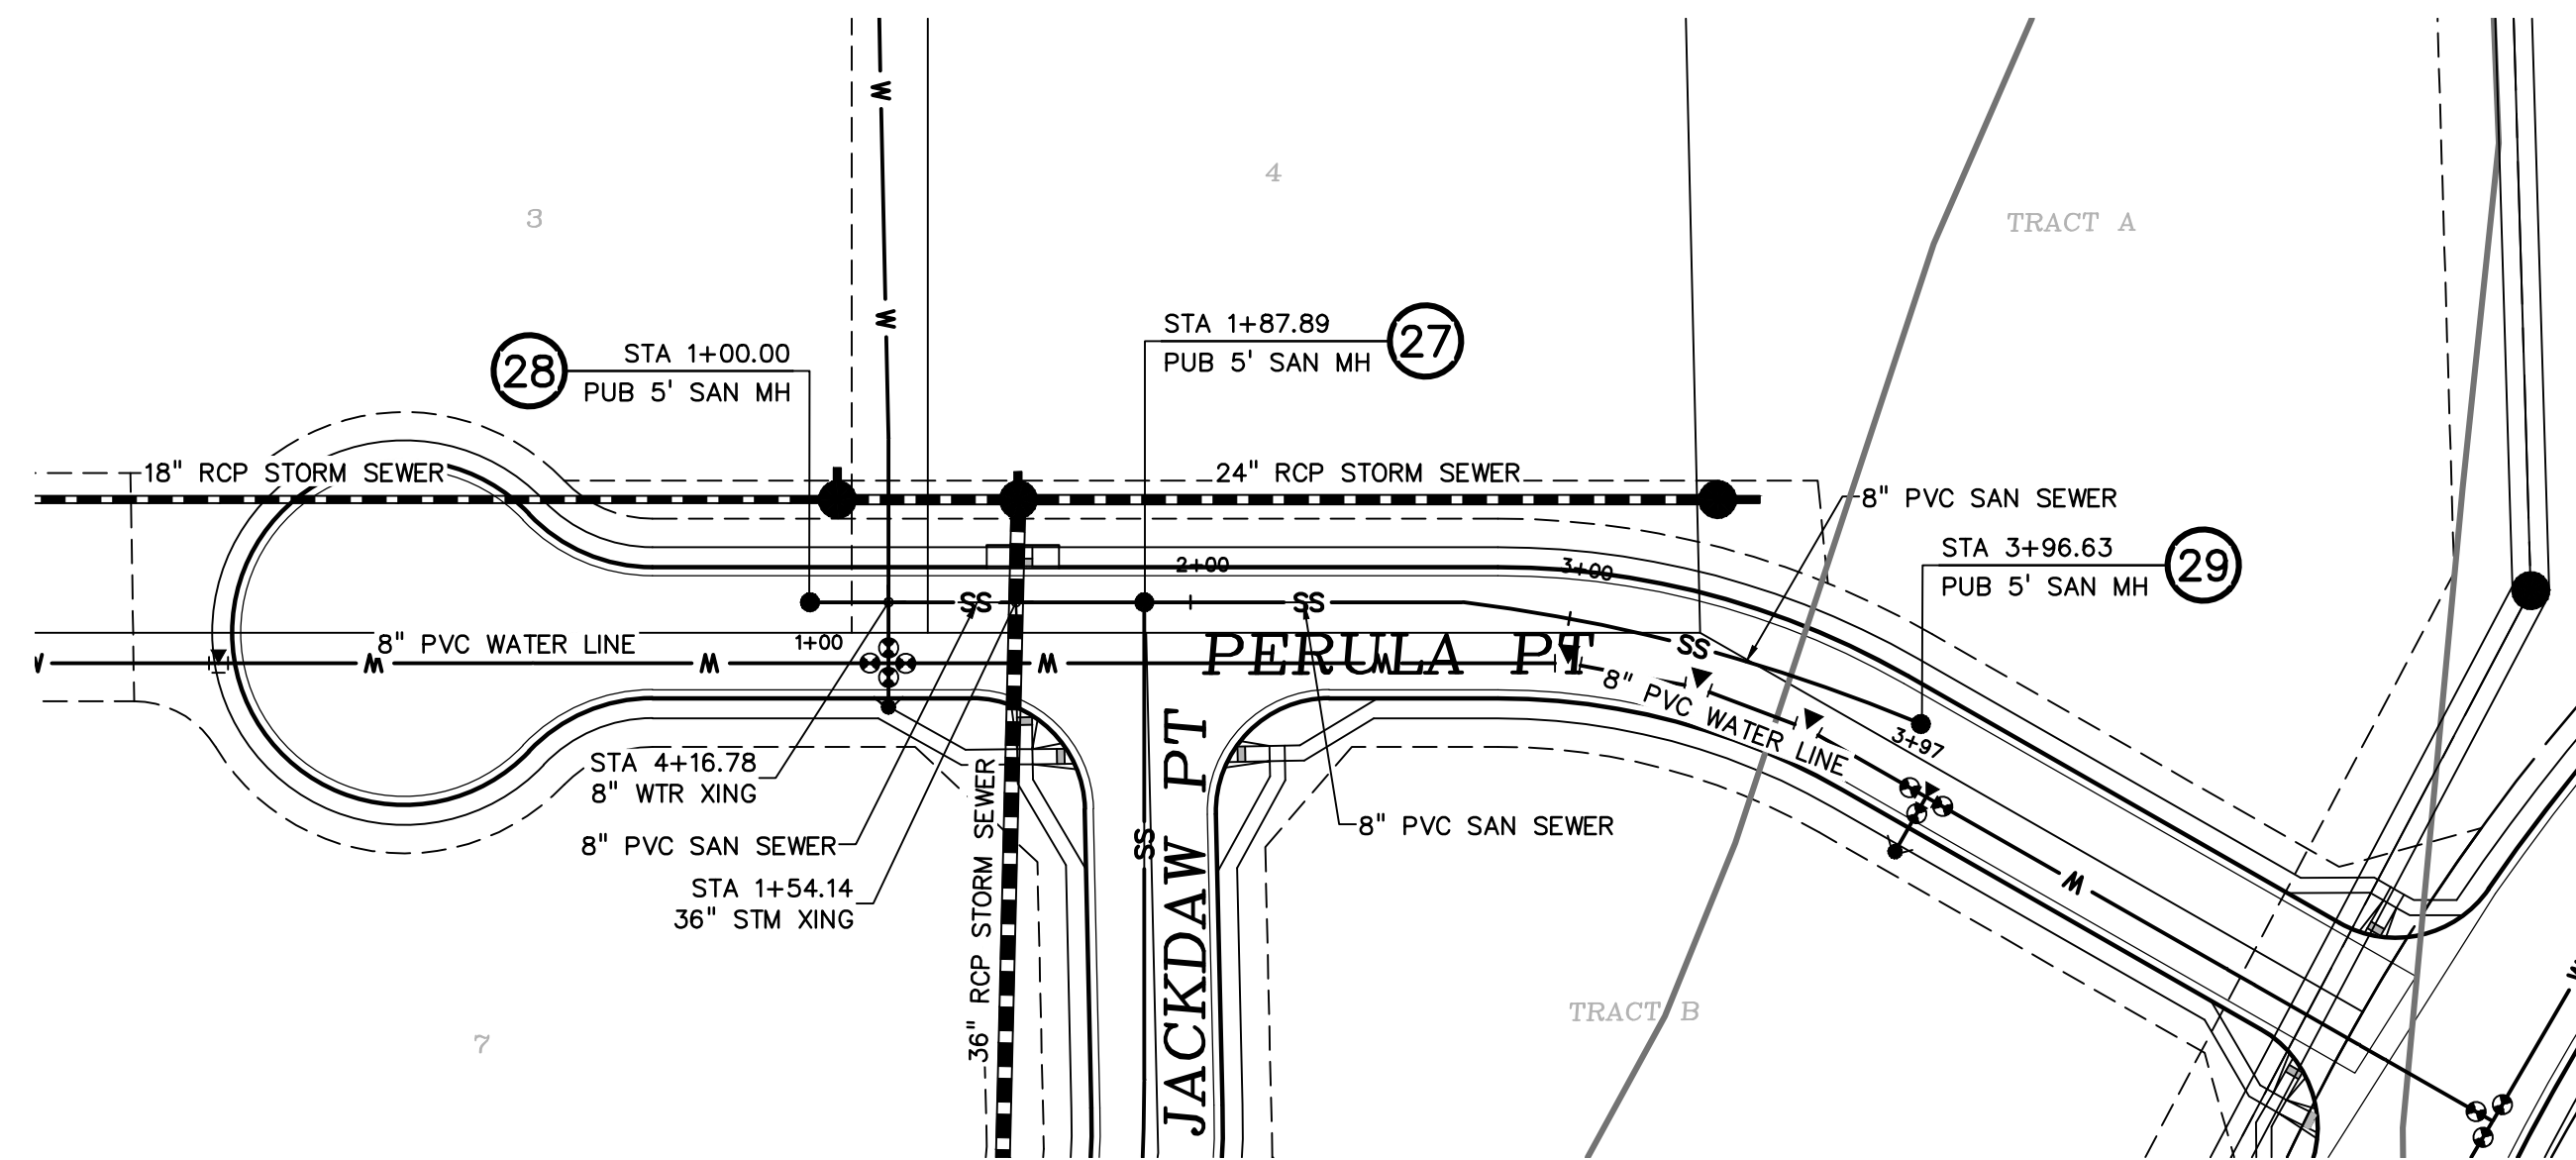 W
4
3
TRACT A
W
STA 1+87.89
27
PUB 5' SAN MH
STA 1+00.00
28
PUB 5' SAN MH
18" RCP STORM SEWER
24" RCP STORM SEWER
8" PVC SAN SEWER
STA 3+96.63
29
PUB 5' SAN MH
2+00
3+00
SS
SS
1+00
8" PVC WATER LINE
PERULA PT
SS
W
W
W
W
W
8" PVC WATER LINE
3+97
STA 4+16.78
8" WTR XING
8" PVC SAN SEWER
8" PVC SAN SEWER
SS
W
STA 1+54.14
36" STM XING
36" RCP STORM SEWER
JACKDAW PT
W
TRACT B
7